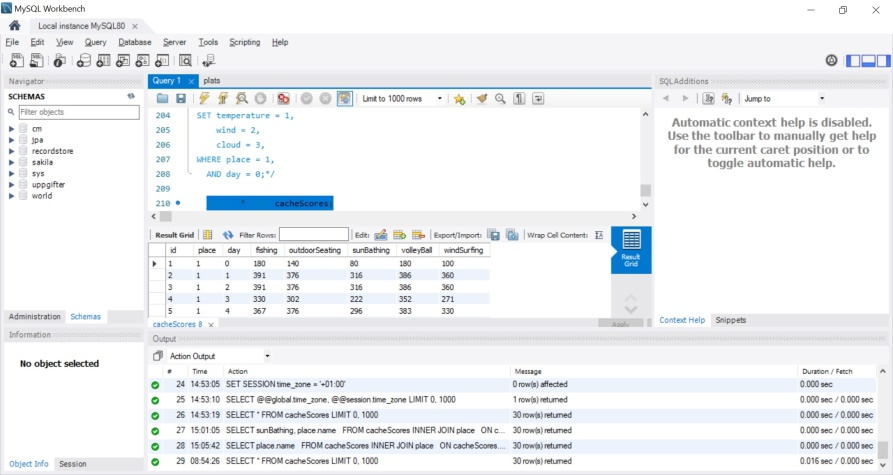 MySQL Workbench
Local instance MySQL80 ×
File Edit View Query Database Server Tools Scripting Help
Navigator
SCHEMAS
Filter objects
cm
jpa
recordstore
sakila
sys
uppgifter
world
Administration Schemas
Information
No object selected
Object Info Session
Query 1 × plats
Limit to 1000 rows
204 SET temperature = 1,
205 wind = 2,
206 cloud = 3,
207 WHERE place = 1,
208 AND day = 0;*/
209
210 * cacheScores;
Result Grid Filter Rows: Edit: Export/Import: Wrap Cell Content:
id place day fishing outdoorSeating sunBathing volleyBall windSurfing
1 1 0 180 140 80 180 100
2 1 1 391 376 316 386 360
3 1 2 391 376 316 386 360
4 1 3 330 302 222 352 271
5 1 4 367 376 296 383 330
Result Grid
cacheScores 8 × Apply
SQLAdditions
Jump to
Automatic context help is disabled.
Use the toolbar to manually get help
for the current caret position or to
toggle automatic help.
Context Help Snippets
Output
Action Output
# Time Action Message Duration / Fetch
24 14:53:05 SET SESSION time_zone = '+01:00' 0 row(s) affected 0.000 sec
25 14:53:10 SELECT @@global.time_zone, @@session.time_zone LIMIT 0, 1000 1 row(s) returned 0.000 sec / 0.000 sec
26 14:53:19 SELECT * FROM cacheScores LIMIT 0, 1000 30 row(s) returned 0.000 sec / 0.000 sec
27 15:01:05 SELECT sunBathing, place.name FROM cacheScores INNER JOIN place ON c... 30 row(s) returned 0.000 sec / 0.000 sec
28 15:05:42 SELECT place.name FROM cacheScores INNER JOIN place ON cacheScores.... 30 row(s) returned 0.000 sec / 0.000 sec
29 08:54:26 SELECT * FROM cacheScores LIMIT 0, 1000 30 row(s) returned 0.016 sec / 0.000 sec